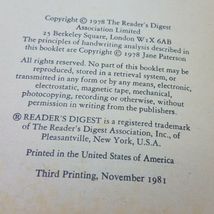 Copyright © 1978 The Reader's Digest
Association Limited
25 Berkeley Square, London W1X 6AB
The principles of handwriting analysis described in
this booklet are Copyright © 1978 Jane Paterson
All rights reserved. No part of this booklet may be
reproduced, stored in a retrieval system, or
transmitted in any form or by any means, electronic,
electrostatic, magnetic tape, mechanical,
photocopying, recording or otherwise, without
permission in writing from the publishers.
® READER'S DIGEST is a registered trademark
of The Reader's Digest Association, Inc., of
Pleasantville, New York, U.S.A.
Printed in the United States of America
Third Printing, November 1981